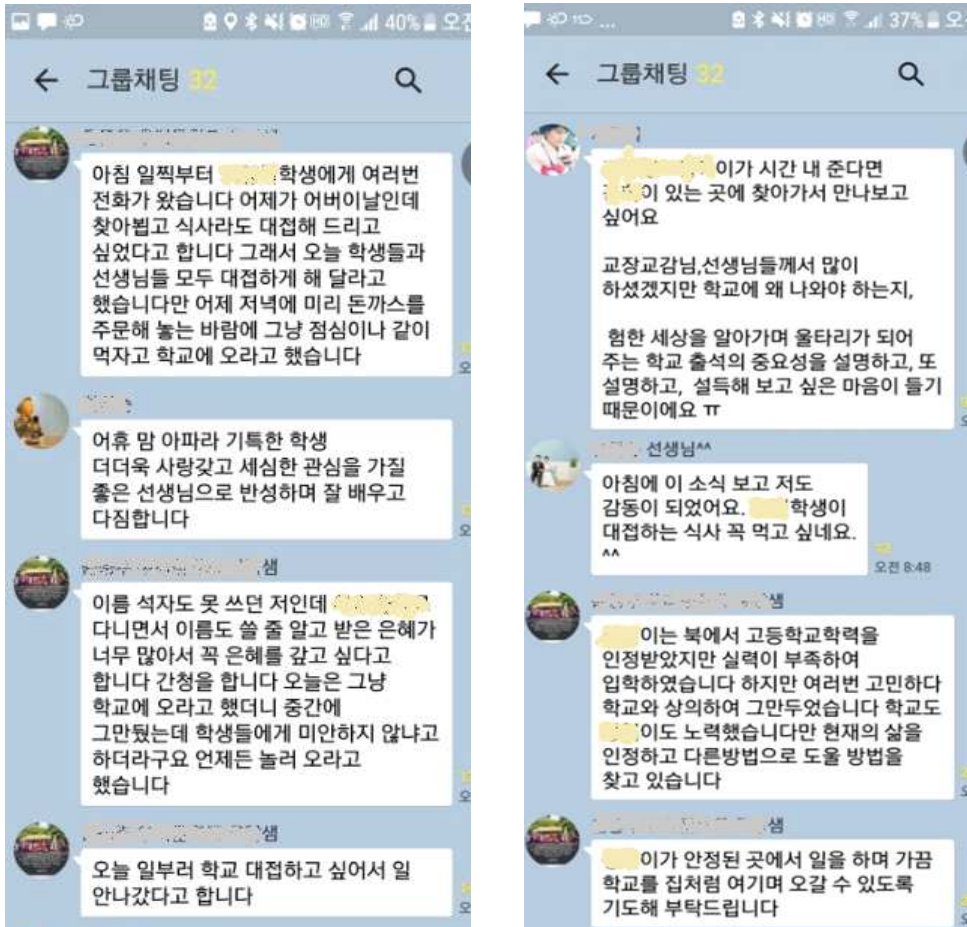 40% 오전
그룹채팅 32
아침 일찍부터 학생에게 여러번
전화가 왔습니다 어제가 어버이날인데
찾아뵙고 식사라도 대접해 드리고
싶었다고 합니다 그래서 오늘 학생들과
선생님들 모두 대접하게 해 달라고
했습니다만 어제 저녁에 미리 돈까스를
주문해 놓는 바람에 그냥 점심이나 같이
먹자고 학교에 오라고 했습니다
어휴 맘 아파라 기특한 학생
더더욱 사랑갖고 세심한 관심을 가질
좋은 선생님으로 반성하며 잘 배우고
다짐합니다
샘
이름 석자도 못 쓰던 저인데
다니면서 이름도 쓸 줄 알고 받은 은혜가
너무 많아서 꼭 은혜를 갚고 싶다고
합니다 간청을 합니다 오늘은 그냥
학교에 오라고 했더니 중간에
그만뒀는데 학생들에게 미안하지 않냐고
하더라구요 언제든 놀러 오라고
했습니다
샘
오늘 일부러 학교 대접하고 싶어서 일
안나갔다고 합니다
37%
그룹채팅 32
이가 시간 내 준다면
이 있는 곳에 찾아가서 만나보고
싶어요
교장교감님,선생님들께서 많이
하셨겠지만 학교에 왜 나와야 하는지,
험한 세상을 알아가며 울타리가 되어
주는 학교 출석의 중요성을 설명하고, 또
설명하고, 설득해 보고 싶은 마음이 들기
때문이에요 ㅠ
선생님^^
아침에 이 소식 보고 저도
감동이 되었어요. 학생이
대접하는 식사 꼭 먹고 싶네요.
^^
오전 8:48
샘
이는 북에서 고등학교학력을
인정받았지만 실력이 부족하여
입학하였습니다 하지만 여러번 고민하다
학교와 상의하여 그만두었습니다 학교도
이도 노력했습니다만 현재의 삶을
인정하고 다른방법으로 도울 방법을
찾고 있습니다
샘
이가 안정된 곳에서 일을 하며 가끔
학교를 집처럼 여기며 오갈 수 있도록
기도해 부탁드립니다